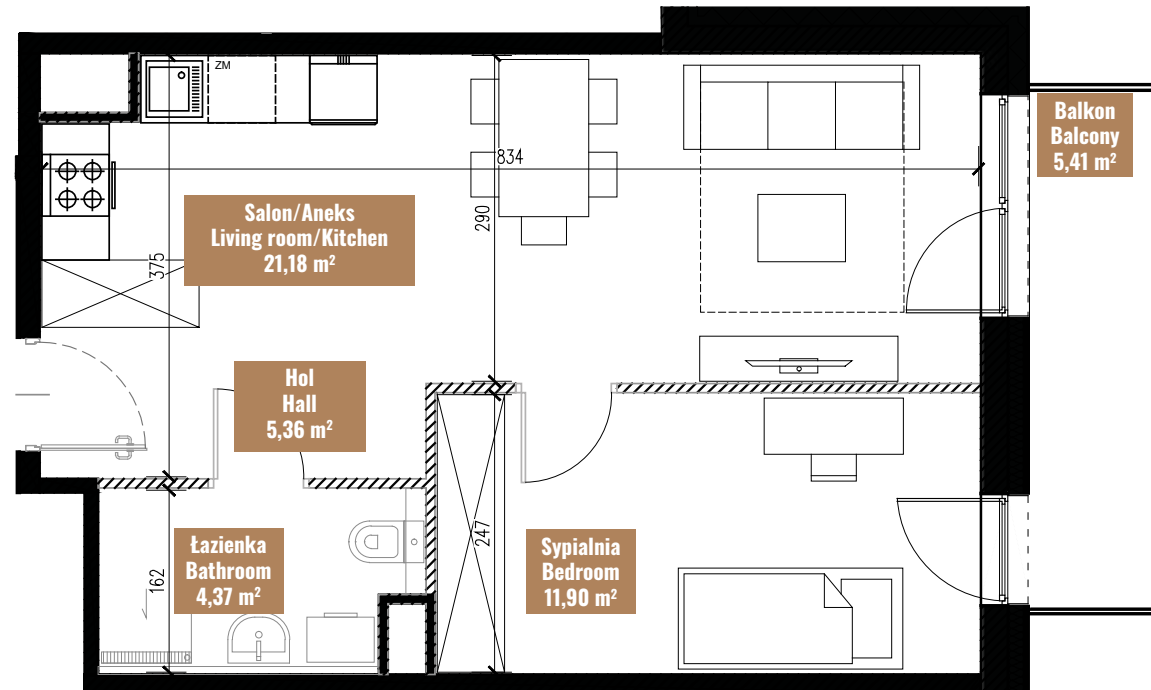 ZM
Balkon
Balcony
5,41 m²
834
Salon/Aneks
Living room/Kitchen
21,18 m²
290
375
Hol
Hall
5,36 m²
Łazienka
Bathroom
4,37 m²
162
247
Sypialnia
Bedroom
11,90 m²